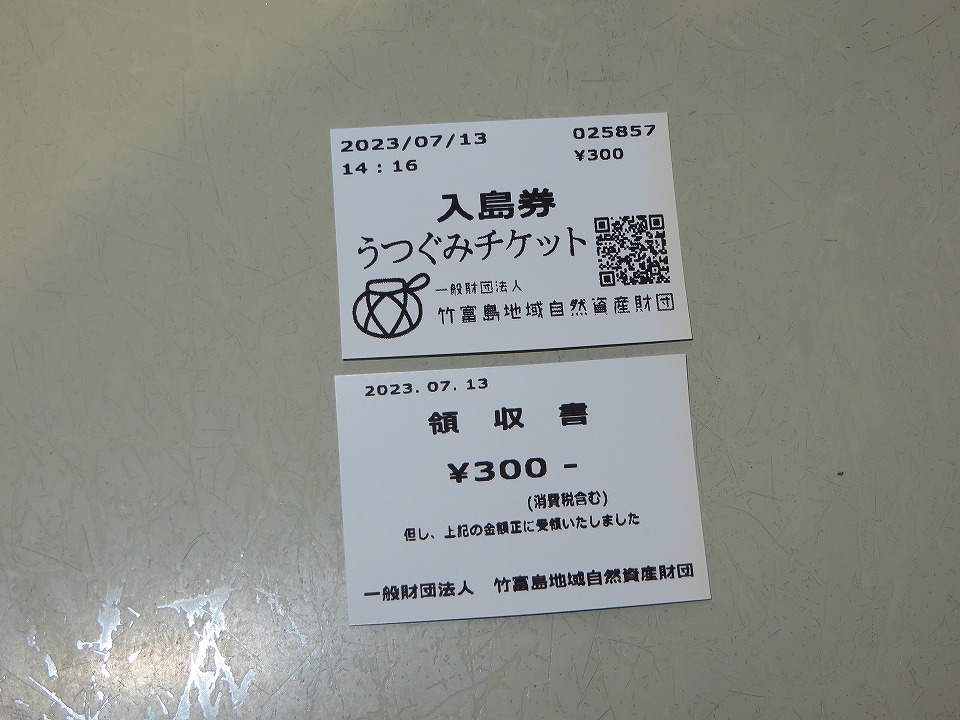 2023/07/13 025857
14:16 ¥300
入島券
うつぐみチケット
一般財団法人
竹富島地域自然資産財団
2023.07.13
領 収 書
¥300 -
(消費税含む)
但し、上記の金額正に受領いたしました
一般財団法人 竹富島地域自然資産財団